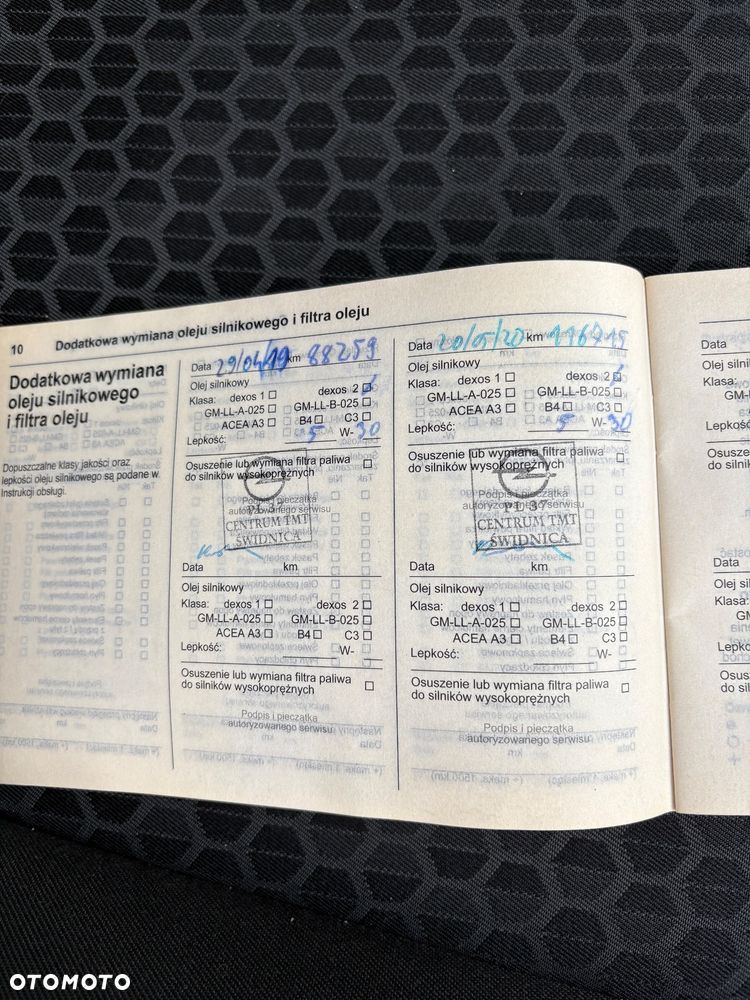 10 Dodatkowa wymiana oleju silnikowego i filtra oleju
Dodatkowa wymiana
oleju silnikowego
i filtra oleju
Dopuszczalne klasy jakości oraz
lepkości oleju silnikowego są podane w
Instrukcji obsługi.
Data 29/04/19 km 88259
Olej silnikowy
Klasa: dexos 1 dexos 2
GM-LL-A-025 GM-LL-B-025
ACEA A3 B4 C3
Lepkość: 5 W- 30
Osuszenie lub wymiana filtra paliwa
do silników wysokoprężnych
Podpis i pieczątka
autoryzowanego serwisu
PL 37
CENTRUM TMT
ŚWIDNICA
Data km
Olej silnikowy
Klasa: dexos 1 dexos 2
GM-LL-A-025 GM-LL-B-025
ACEA A3 B4 C3
Lepkość: W-
Osuszenie lub wymiana filtra paliwa
do silników wysokoprężnych
Podpis i pieczątka
autoryzowanego serwisu
Data 20/05/20 km
Olej silnikowy
Klasa: dexos 1 dexos 2
GM-LL-A-025 GM-LL-B-025
ACEA A3 B4 C3
Lepkość: 5 W- 30
Osuszenie lub wymiana filtra paliwa
do silników wysokoprężnych
Podpis i pieczątka
autoryzowanego serwisu
PL 37
CENTRUM TMT
ŚWIDNICA
Data km
Olej silnikowy
Klasa: dexos 1 dexos 2
GM-LL-A-025 GM-LL-B-025
ACEA A3 B4 C3
Lepkość: W-
Osuszenie lub wymiana filtra paliwa
do silników wysokoprężnych
Podpis i pieczątka
autoryzowanego serwisu
Data
Klasa:
Data
Klasa:
OTOMOTO